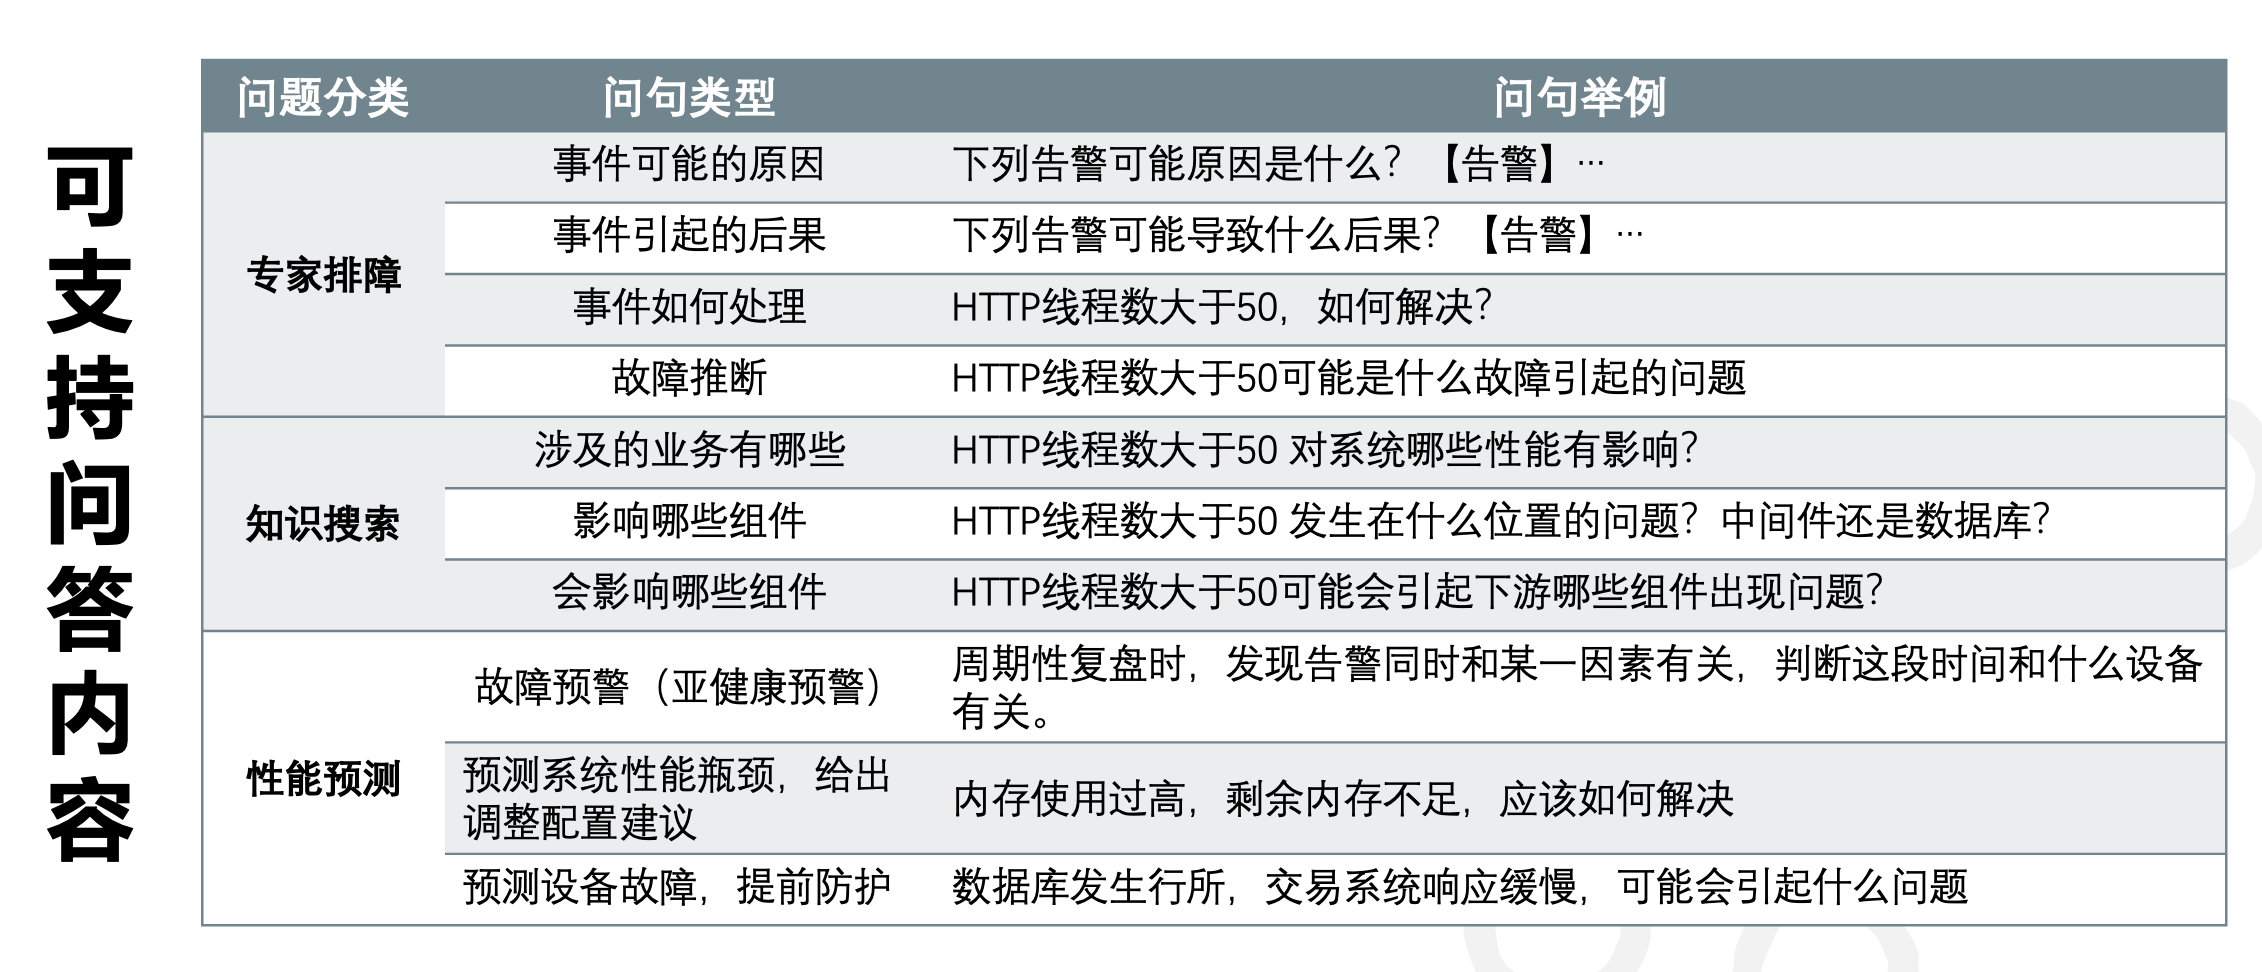 可支持问答内容
问题分类 问句类型 问句举例
专家排障
事件可能的原因 下列告警可能原因是什么？【告警】…
事件引起的后果 下列告警可能导致什么后果？【告警】…
事件如何处理 HTTP线程数大于50，如何解决？
故障推断 HTTP线程数大于50可能是什么故障引起的问题
知识搜索
涉及的业务有哪些 HTTP线程数大于50 对系统哪些性能有影响？
影响哪些组件 HTTP线程数大于50 发生在什么位置的问题？中间件还是数据库？
会影响哪些组件 HTTP线程数大于50可能会引起下游哪些组件出现问题？
性能预测
故障预警（亚健康预警）
周期性复盘时，发现告警同时和某一因素有关，判断这段时间和什么设备
有关。
预测系统性能瓶颈，给出
调整配置建议
内存使用过高，剩余内存不足，应该如何解决
预测设备故障，提前防护 数据库发生行所，交易系统响应缓慢，可能会引起什么问题